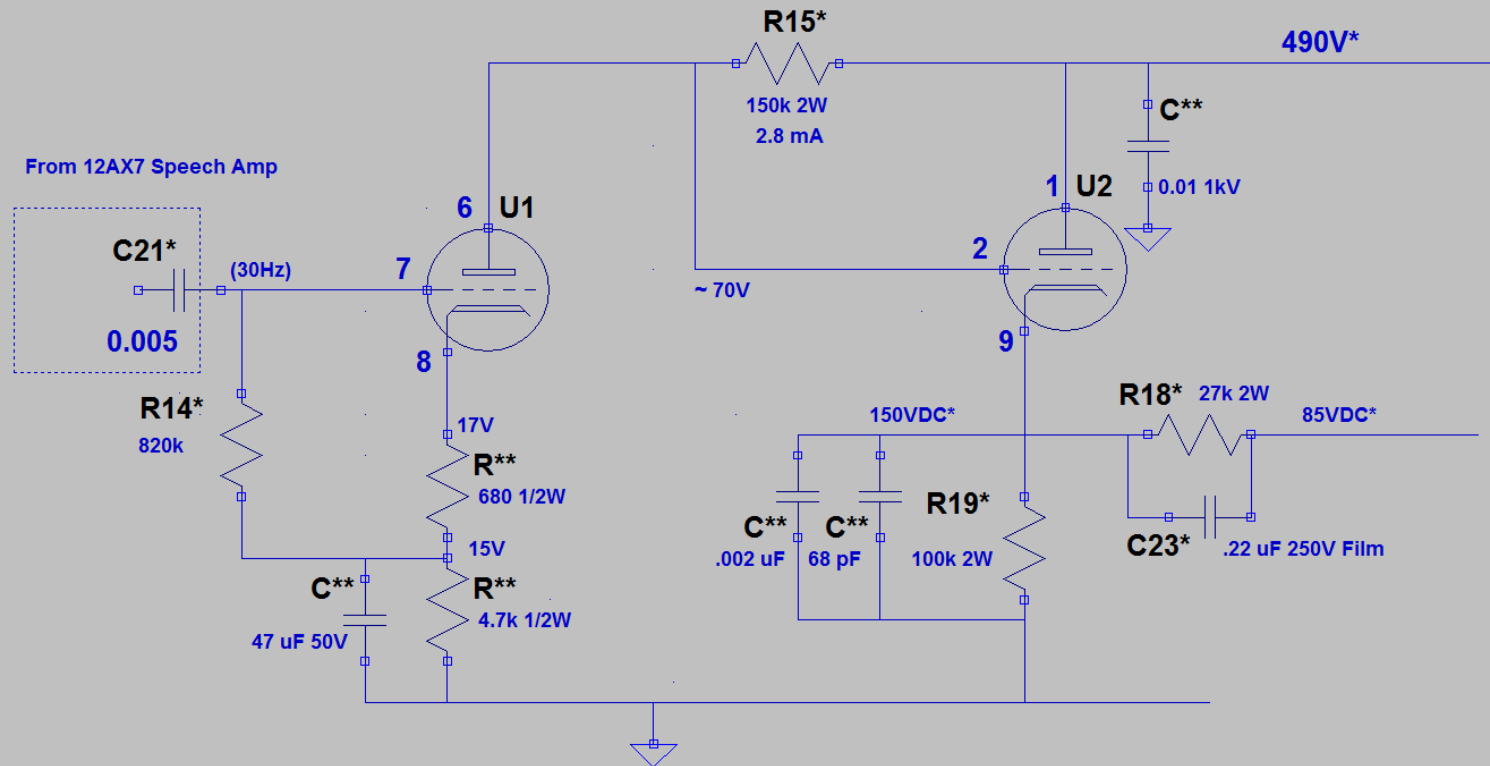 R15*
490V*
150k 2W
2.8 mA
C**
0.01 1kV
From 12AX7 Speech Amp
C21*
0.005
(30Hz)
7
6
U1
8
1
U2
2
~ 70V
9
R14*
820k
17V
R**
680 1/2W
15V
R**
4.7k 1/2W
C**
47 uF 50V
150VDC*
C**
.002 uF
C**
68 pF
R19*
100k 2W
R18*
27k 2W
85VDC*
C23*
.22 uF 250V Film